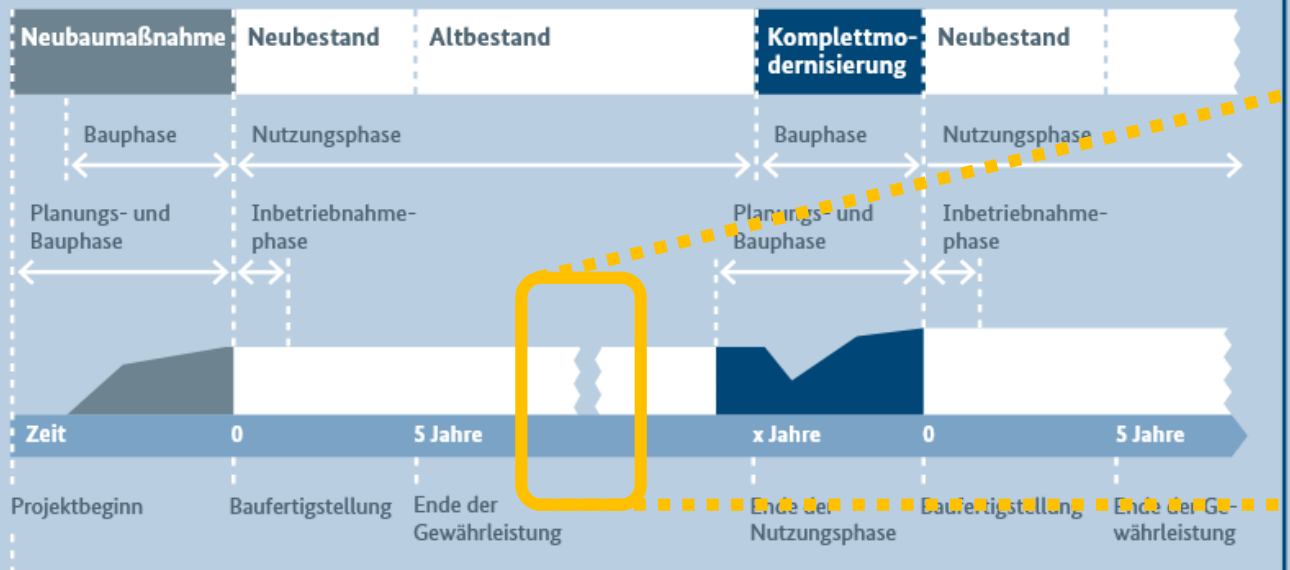 Neubaumaßnahme
Neubestand
Altbestand
Komplettmo-
dernisierung
Neubestand
Bauphase
Nutzungsphase
Bauphase
Nutzungsphase
Planungs- und
Bauphase
Inbetriebnahme-
phase
Planungs- und
Bauphase
Inbetriebnahme-
phase
Zeit
0
5 Jahre
x Jahre
0
5 Jahre
Projektbeginn
Baufertigstellung
Ende der
Gewährleistung
Ende der
Nutzungsphase
Baufertigstellung
Ende der Ge-
währleistung